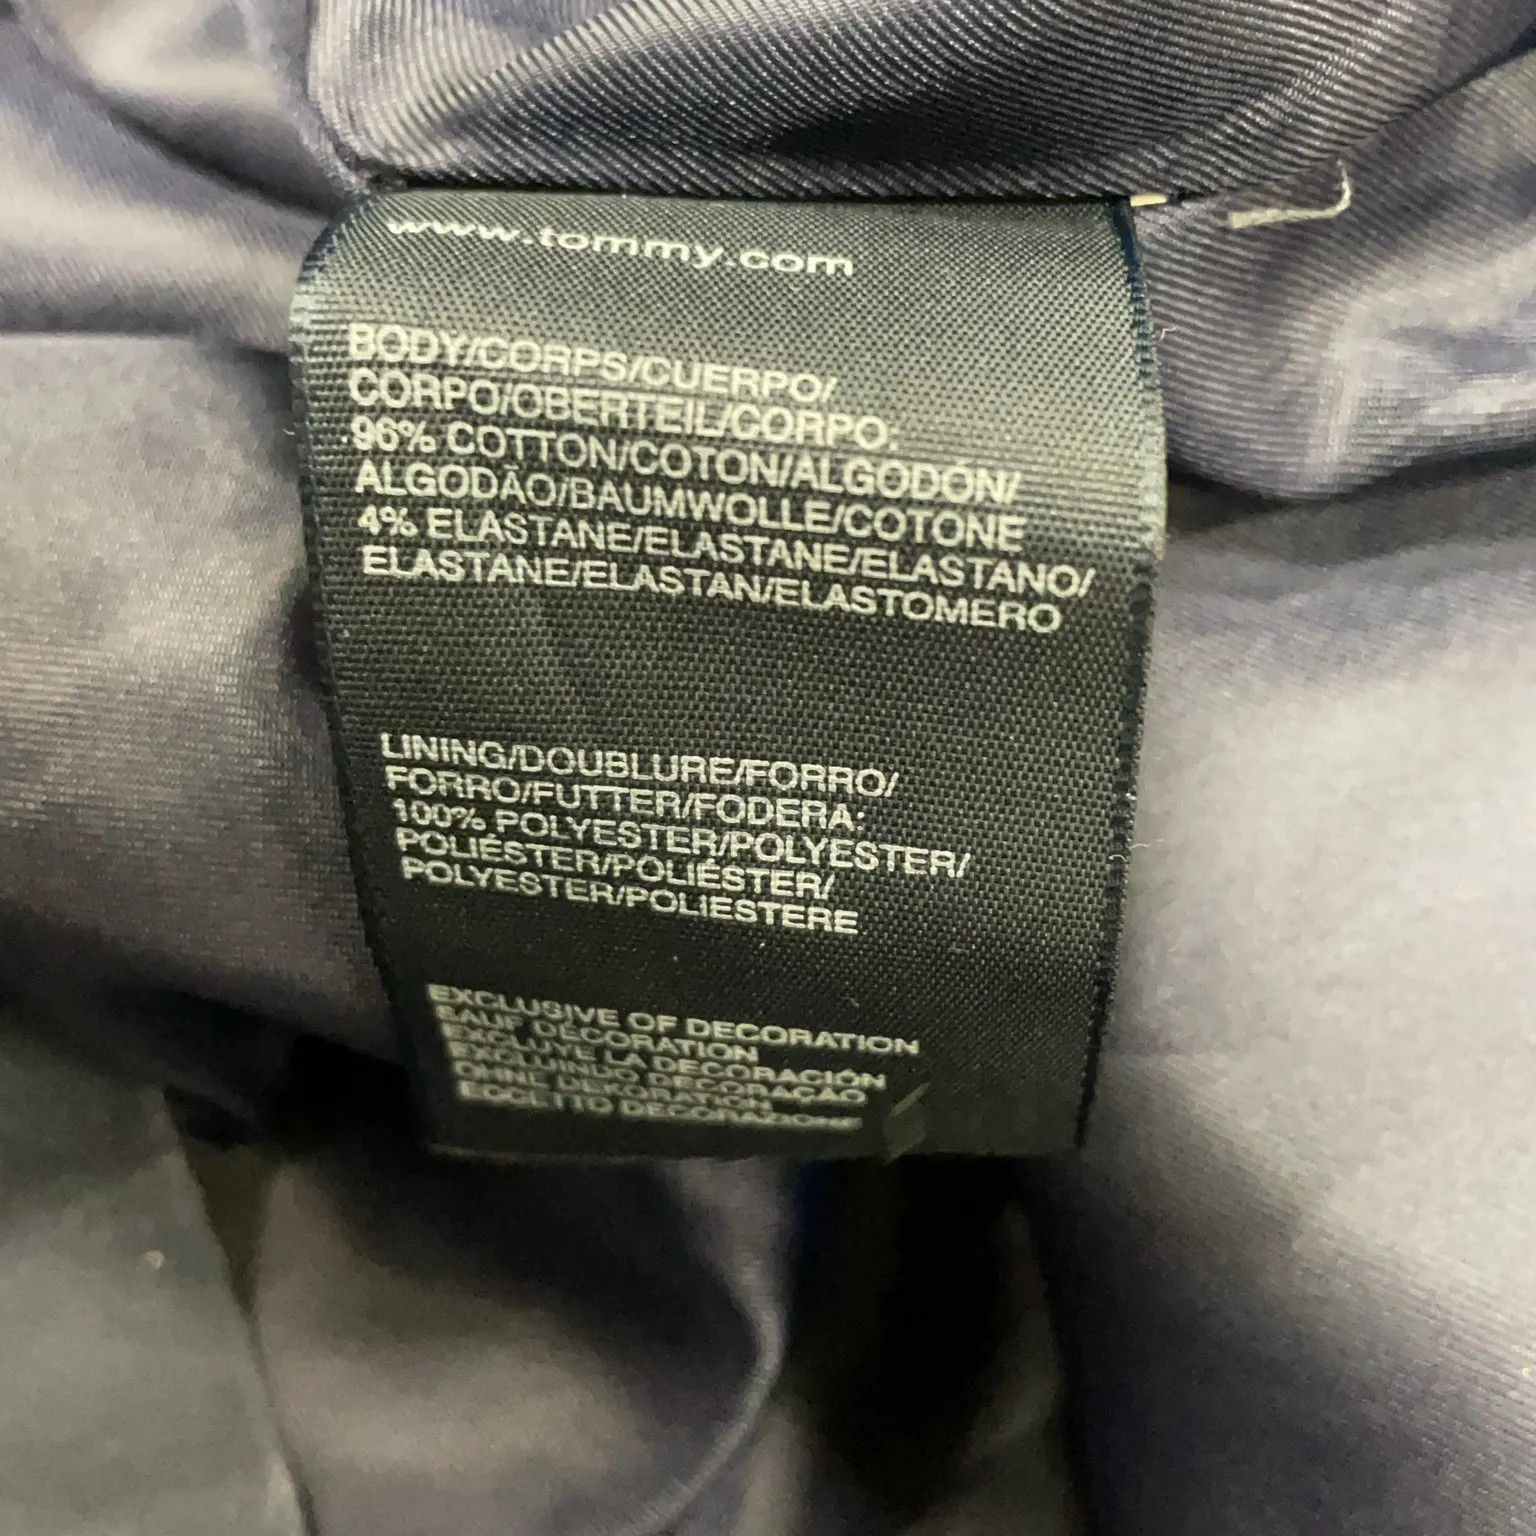 www.tommy.com
BODY/CORPS/CUERPO/
CORPO/OBERTEIL/CORPO:
96% COTTON/COTON/ALGODÓN/
ALGODÃO/BAUMWOLLE/COTONE
4% ELASTANE/ELASTANE/ELASTANO/
ELASTANE/ELASTAN/ELASTOMERO
LINING/DOUBLURE/FORRO/
FORRO/FUTTER/FODERA:
100% POLYESTER/POLYESTER/
POLIÉSTER/POLIÉSTER/
POLYESTER/POLIESTERE
EXCLUSIVE OF DECORATION
SAUF DÉCORATION
EXCLUYE LA DECORACIÓN
EXCLUINDO DECORAÇÃO
OHNE DEKORATION
ECCETTO DECORAZIONE